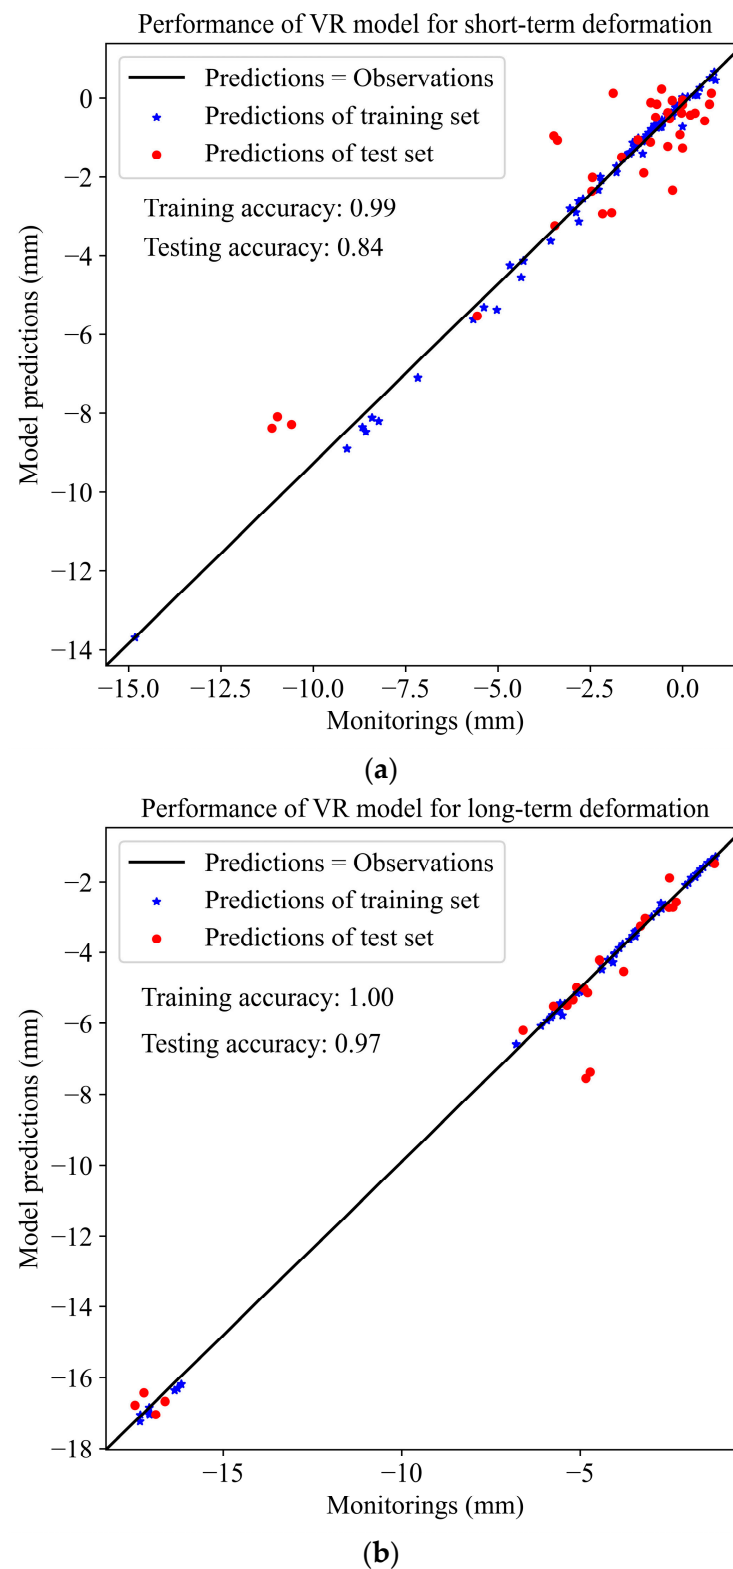 Performance of VR model for short-term deformation
Predictions = Observations
Predictions of training set
Predictions of test set
Training accuracy: 0.99
Testing accuracy: 0.84
Model predictions (mm)
0
−2
−4
−6
−8
−10
−12
−14
−15.0 −12.5 −10.0 −7.5 −5.0 −2.5 0.0
Monitorings (mm)
(a)
Performance of VR model for long-term deformation
Predictions = Observations
Predictions of training set
Predictions of test set
Training accuracy: 1.00
Testing accuracy: 0.97
Model predictions (mm)
−2
−4
−6
−8
−10
−12
−14
−16
−18
−15 −10 −5
Monitorings (mm)
(b)